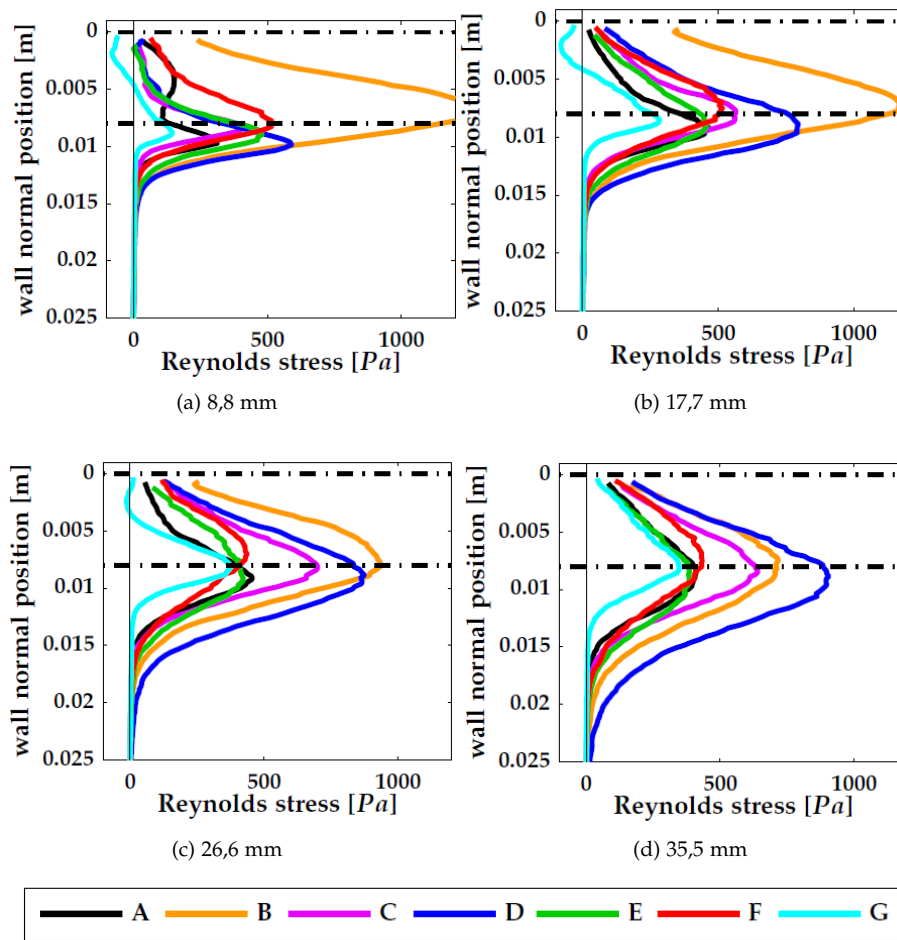 0
0.005
0.01
0.015
0.02
0.025
wall normal position [m]
0 500 1000
Reynolds stress [Pa]
(a) 8,8 mm
0
0.005
0.01
0.015
0.02
0.025
wall normal position [m]
0 500 1000
Reynolds stress [Pa]
(b) 17,7 mm
0
0.005
0.01
0.015
0.02
0.025
wall normal position [m]
0 500 1000
Reynolds stress [Pa]
(c) 26,6 mm
0
0.005
0.01
0.015
0.02
0.025
wall normal position [m]
0 500 1000
Reynolds stress [Pa]
(d) 35,5 mm
A B C D E F G